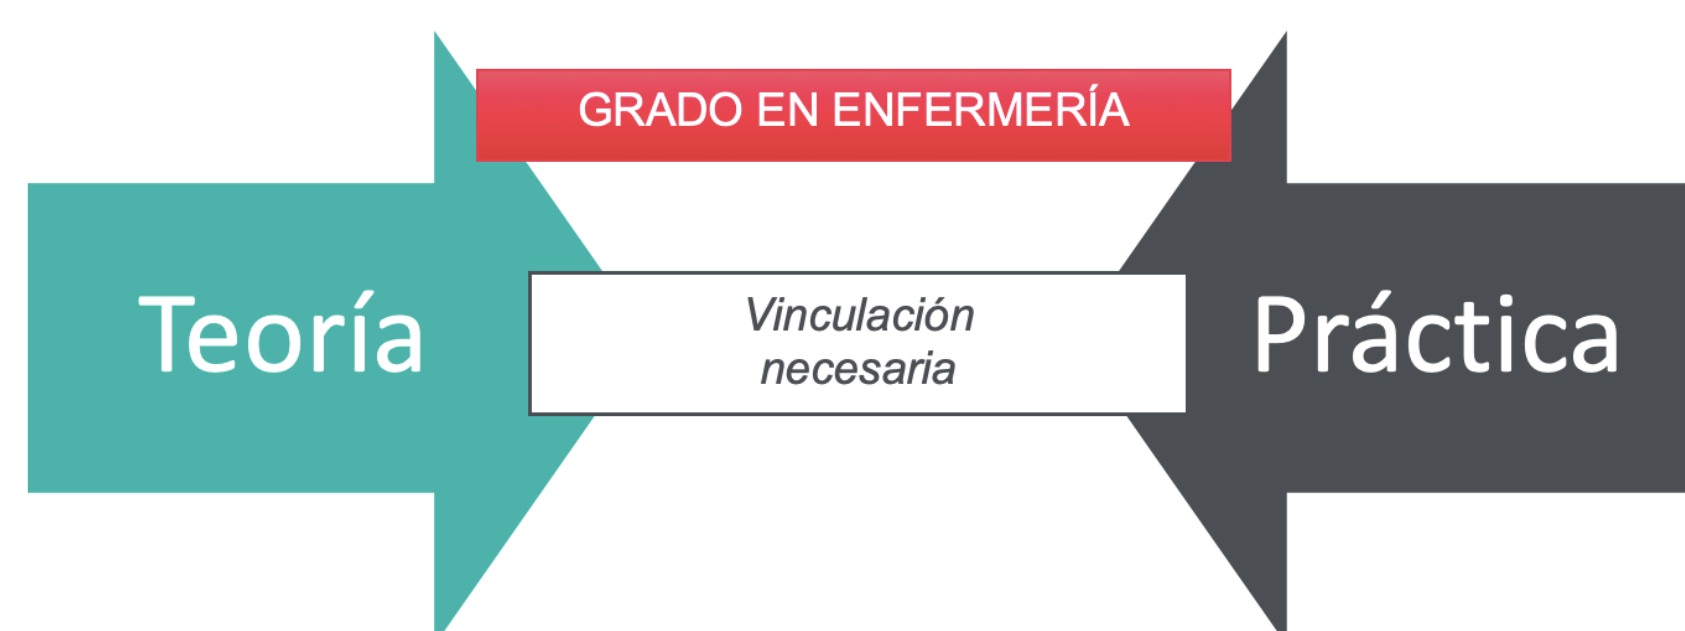 GRADO EN ENFERMERÍA
Teoría
Vinculación
necesaria
Práctica